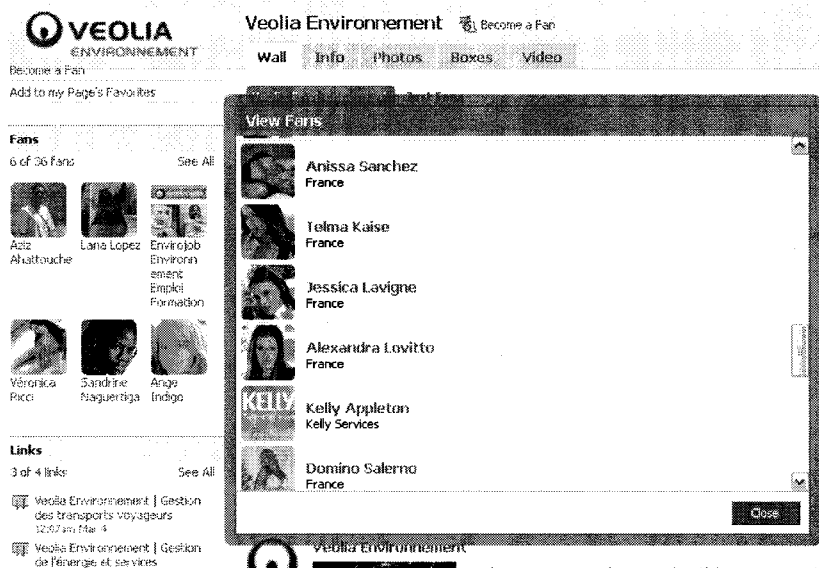 VEOLIA
ENVIRONNEMENT
Become a Fan
Add to my Page's Favorites
Fans
6 of 36 fans See All
Aziz Ahattouche
Lana Lopez
Envirojob Environnement Emploi Formation
Véronica Ricci
Sandrine Naguertiga
Ange Indigo
Links
3 of 4 links See All
Veolia Environnement | Gestion
des transports voyageurs
12:07am Mar 4
Veolia Environnement | Gestion
de l'énergie et services
Veolia Environnement Become a Fan
Wall Info Photos Boxes Video
View Fans
Anissa Sanchez
France
Telma Kaise
France
Jessica Lavigne
France
Alexandra Lovitto
France
KELLY
Kelly Appleton
Kelly Services
Domino Salerno
France
Close
Veolia Environnement